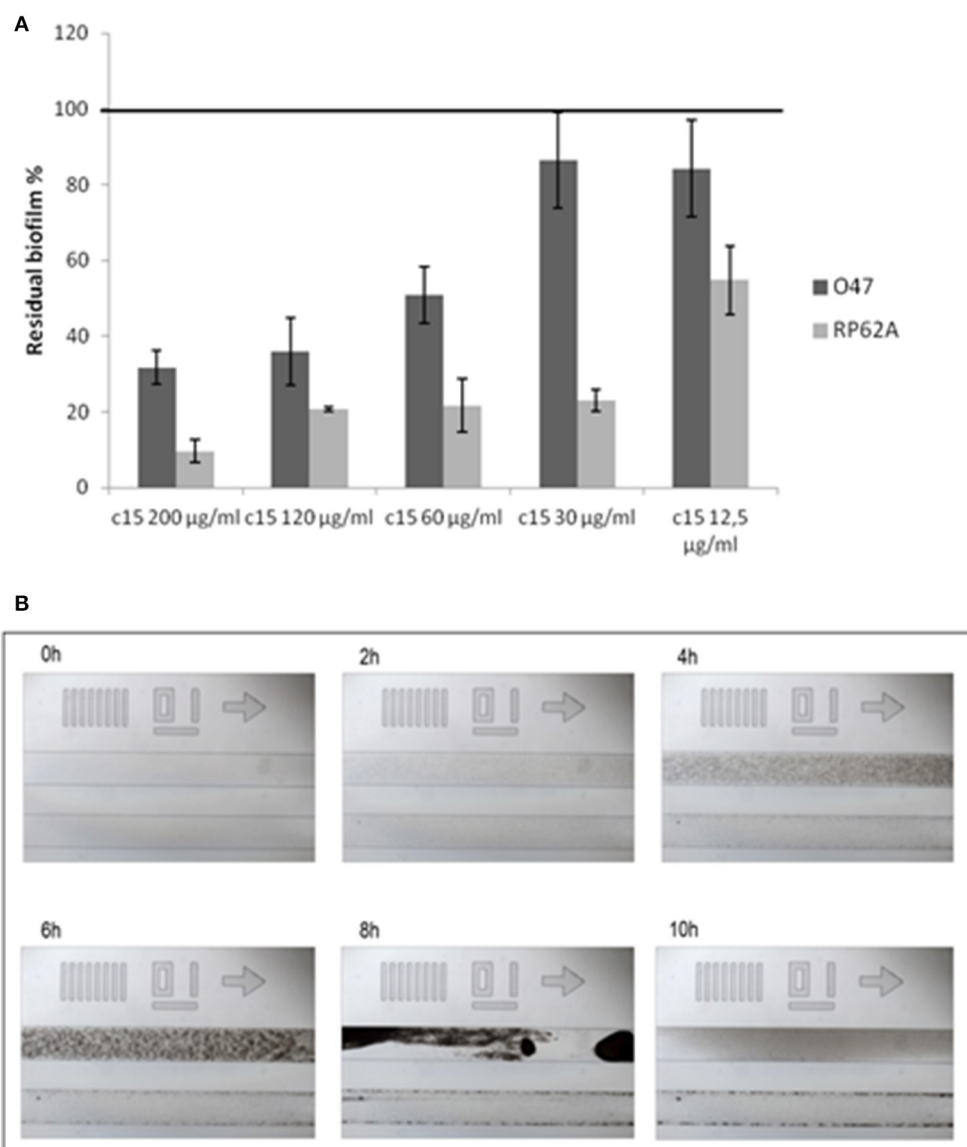 A
120
100
80
60
40
20
0
Residual biofilm %
c15 200 µg/ml c15 120 µg/ml c15 60 µg/ml c15 30 µg/ml c15 12,5 µg/ml
O47
RP62A
B
0h 2h 4h
6h 8h 10h